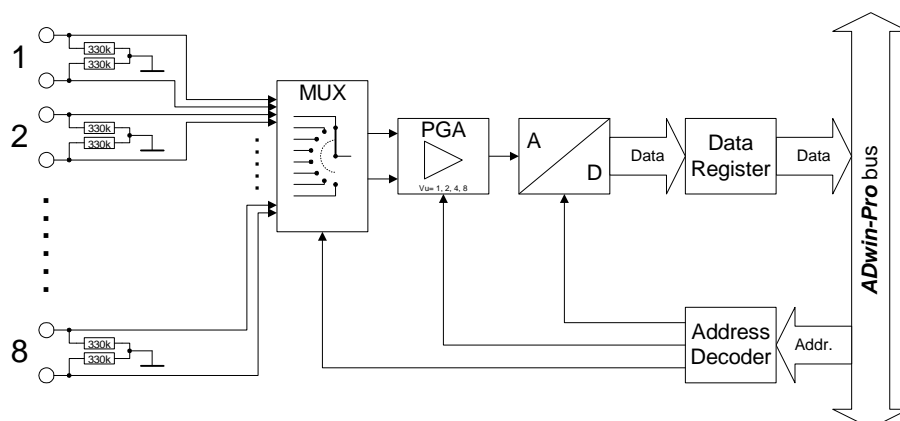 1
330k
330k
2
330k
330k
8
330k
330k
MUX
PGA
Vu= 1, 2, 4, 8
A
D
Data
Data
Register
Data
Address
Decoder
Addr.
ADwin-Pro bus